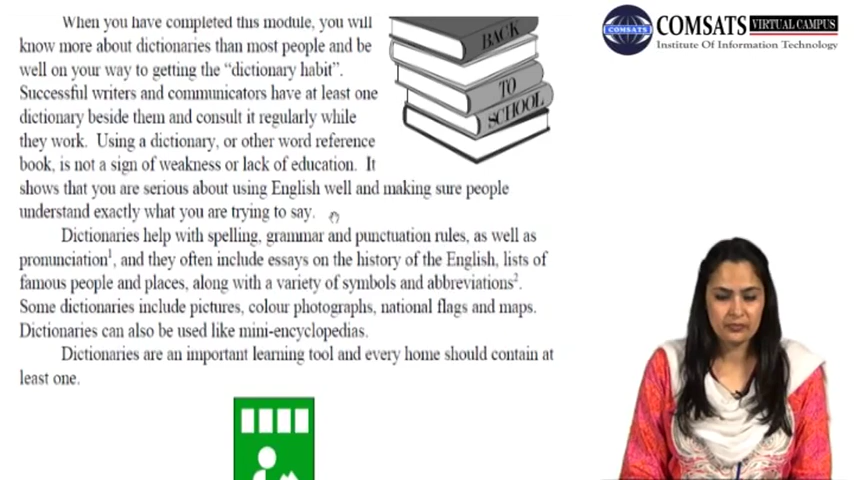 When you have completed this module, you will
know more about dictionaries than most people and be
well on your way to getting the “dictionary habit”.
Successful writers and communicators have at least one
dictionary beside them and consult it regularly while
they work. Using a dictionary, or other word reference
book, is not a sign of weakness or lack of education. It
shows that you are serious about using English well and making sure people
understand exactly what you are trying to say.
Dictionaries help with spelling, grammar and punctuation rules, as well as
pronunciation¹, and they often include essays on the history of the English, lists of
famous people and places, along with a variety of symbols and abbreviations².
Some dictionaries include pictures, colour photographs, national flags and maps.
Dictionaries can also be used like mini-encyclopedias.
Dictionaries are an important learning tool and every home should contain at
least one.
BACK
TO
SCHOOL
COMSATS
COMSATS VIRTUAL CAMPUS
Institute Of Information Technology